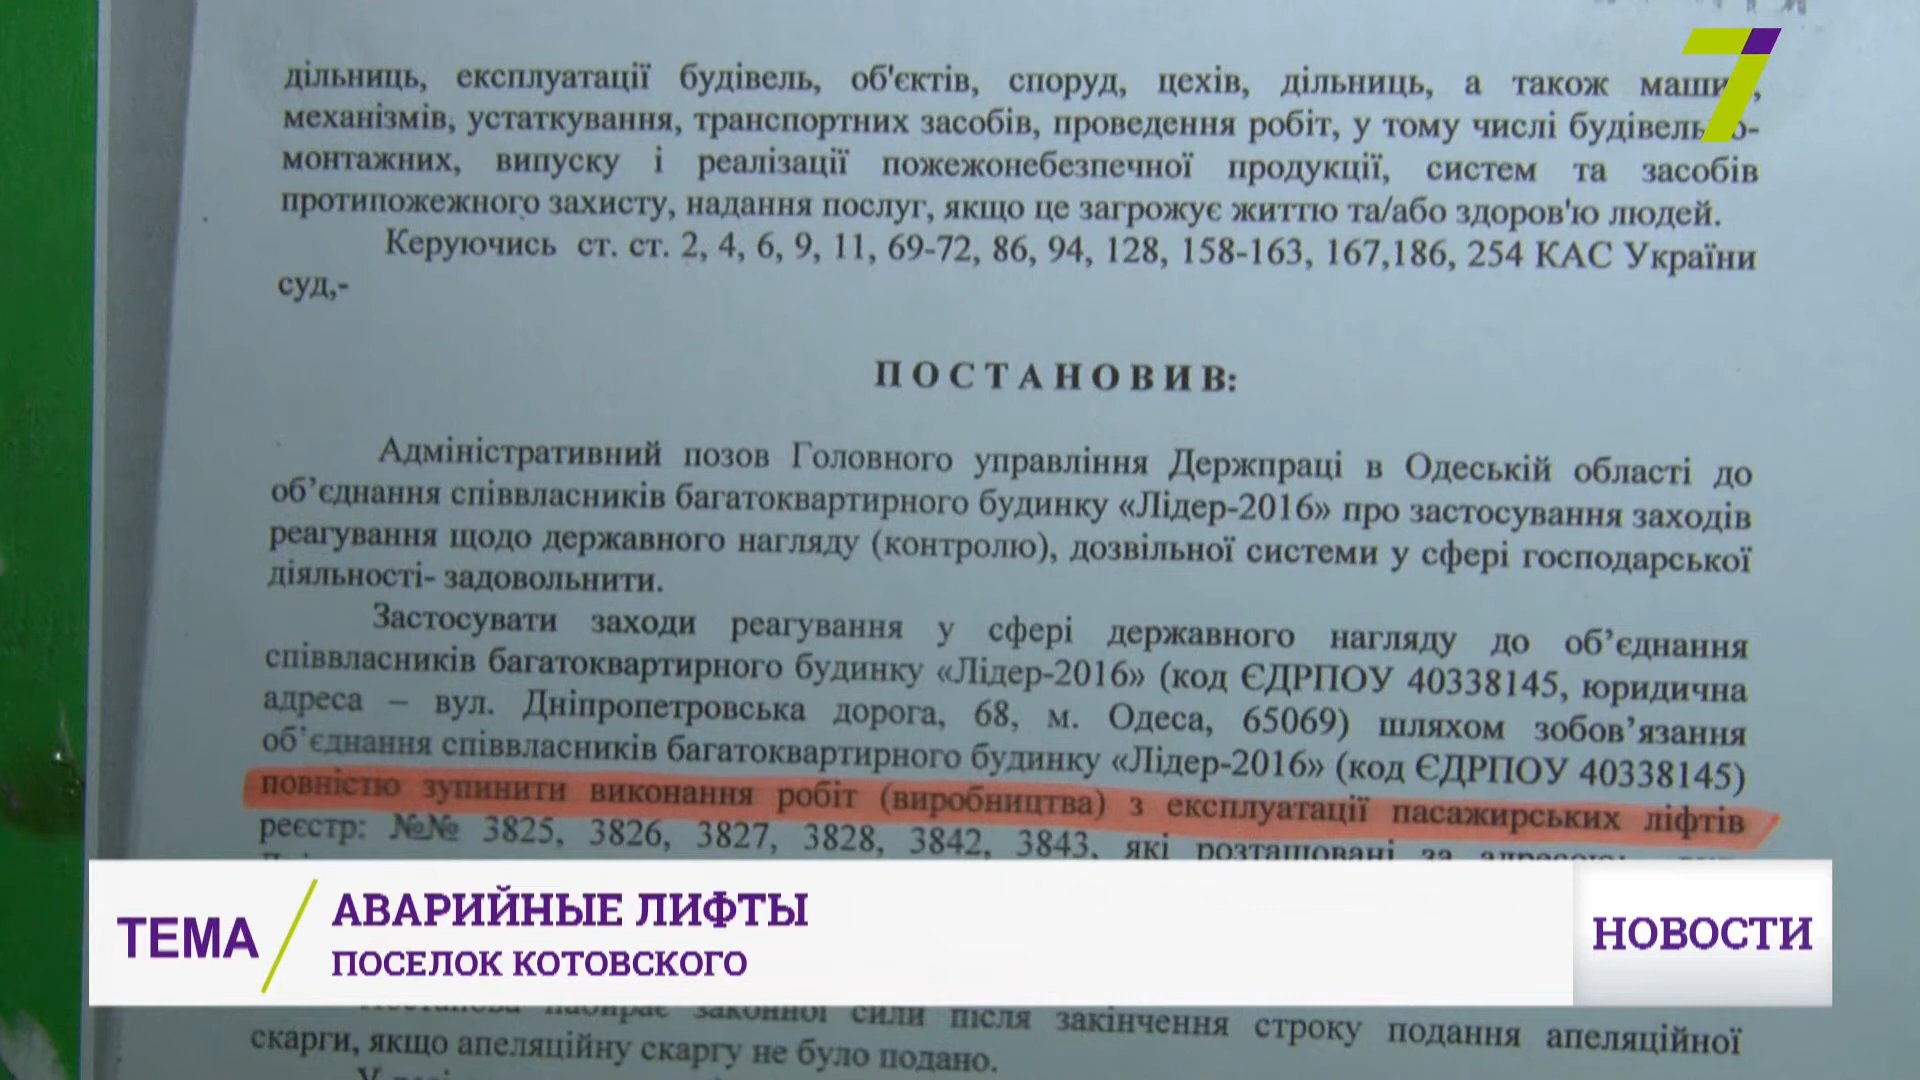 7
дільниць, експлуатації будівель, об'єктів, споруд, цехів, дільниць, а також
механізмів, устаткування, транспортних засобів, проведення робіт, у тому числі
монтажних, випуску і реалізації пожежонебезпечної продукції, систем та засобів
протипожежного захисту, надання послуг, якщо це загрожує життю та/або здоров'ю людей.
Керуючись ст. ст. 2, 4, 6, 9, 11, 69-72, 86, 94, 128, 158-163, 167,186, 254 КАС України
суд,-
ПОСТАНОВИВ:
Адміністративний позов Головного управління Держпраці в Одеській області до
об’єднання співвласників багатоквартирного будинку «Лідер-2016» про застосування заходів
реагування щодо державного нагляду (контролю), дозвільної системи у сфері господарської
діяльності- задовольнити.
Застосувати заходи реагування у сфері державного нагляду до об’єднання
співвласників багатоквартирного будинку «Лідер-2016» (код ЄДРПОУ 40338145, юридична
адреса – вул. Дніпропетровська дорога, 68, м. Одеса, 65069) шляхом зобов’язання
об’єднання співвласників багатоквартирного будинку «Лідер-2016» (код ЄДРПОУ 40338145)
повністю зупинити виконання робіт (виробництва) з експлуатації пасажирських ліфтів
реєстр: №№ 3825, 3826, 3827, 3828, 3842, 3843, які розташовані за адресою:
ТЕМА
АВАРИЙНЫЕ ЛИФТЫ
ПОСЕЛОК КОТОВСКОГО
НОВОСТИ
Постанова набирає законної сили після закінчення строку подання апеляційної
скарги, якщо апеляційну скаргу не було подано.